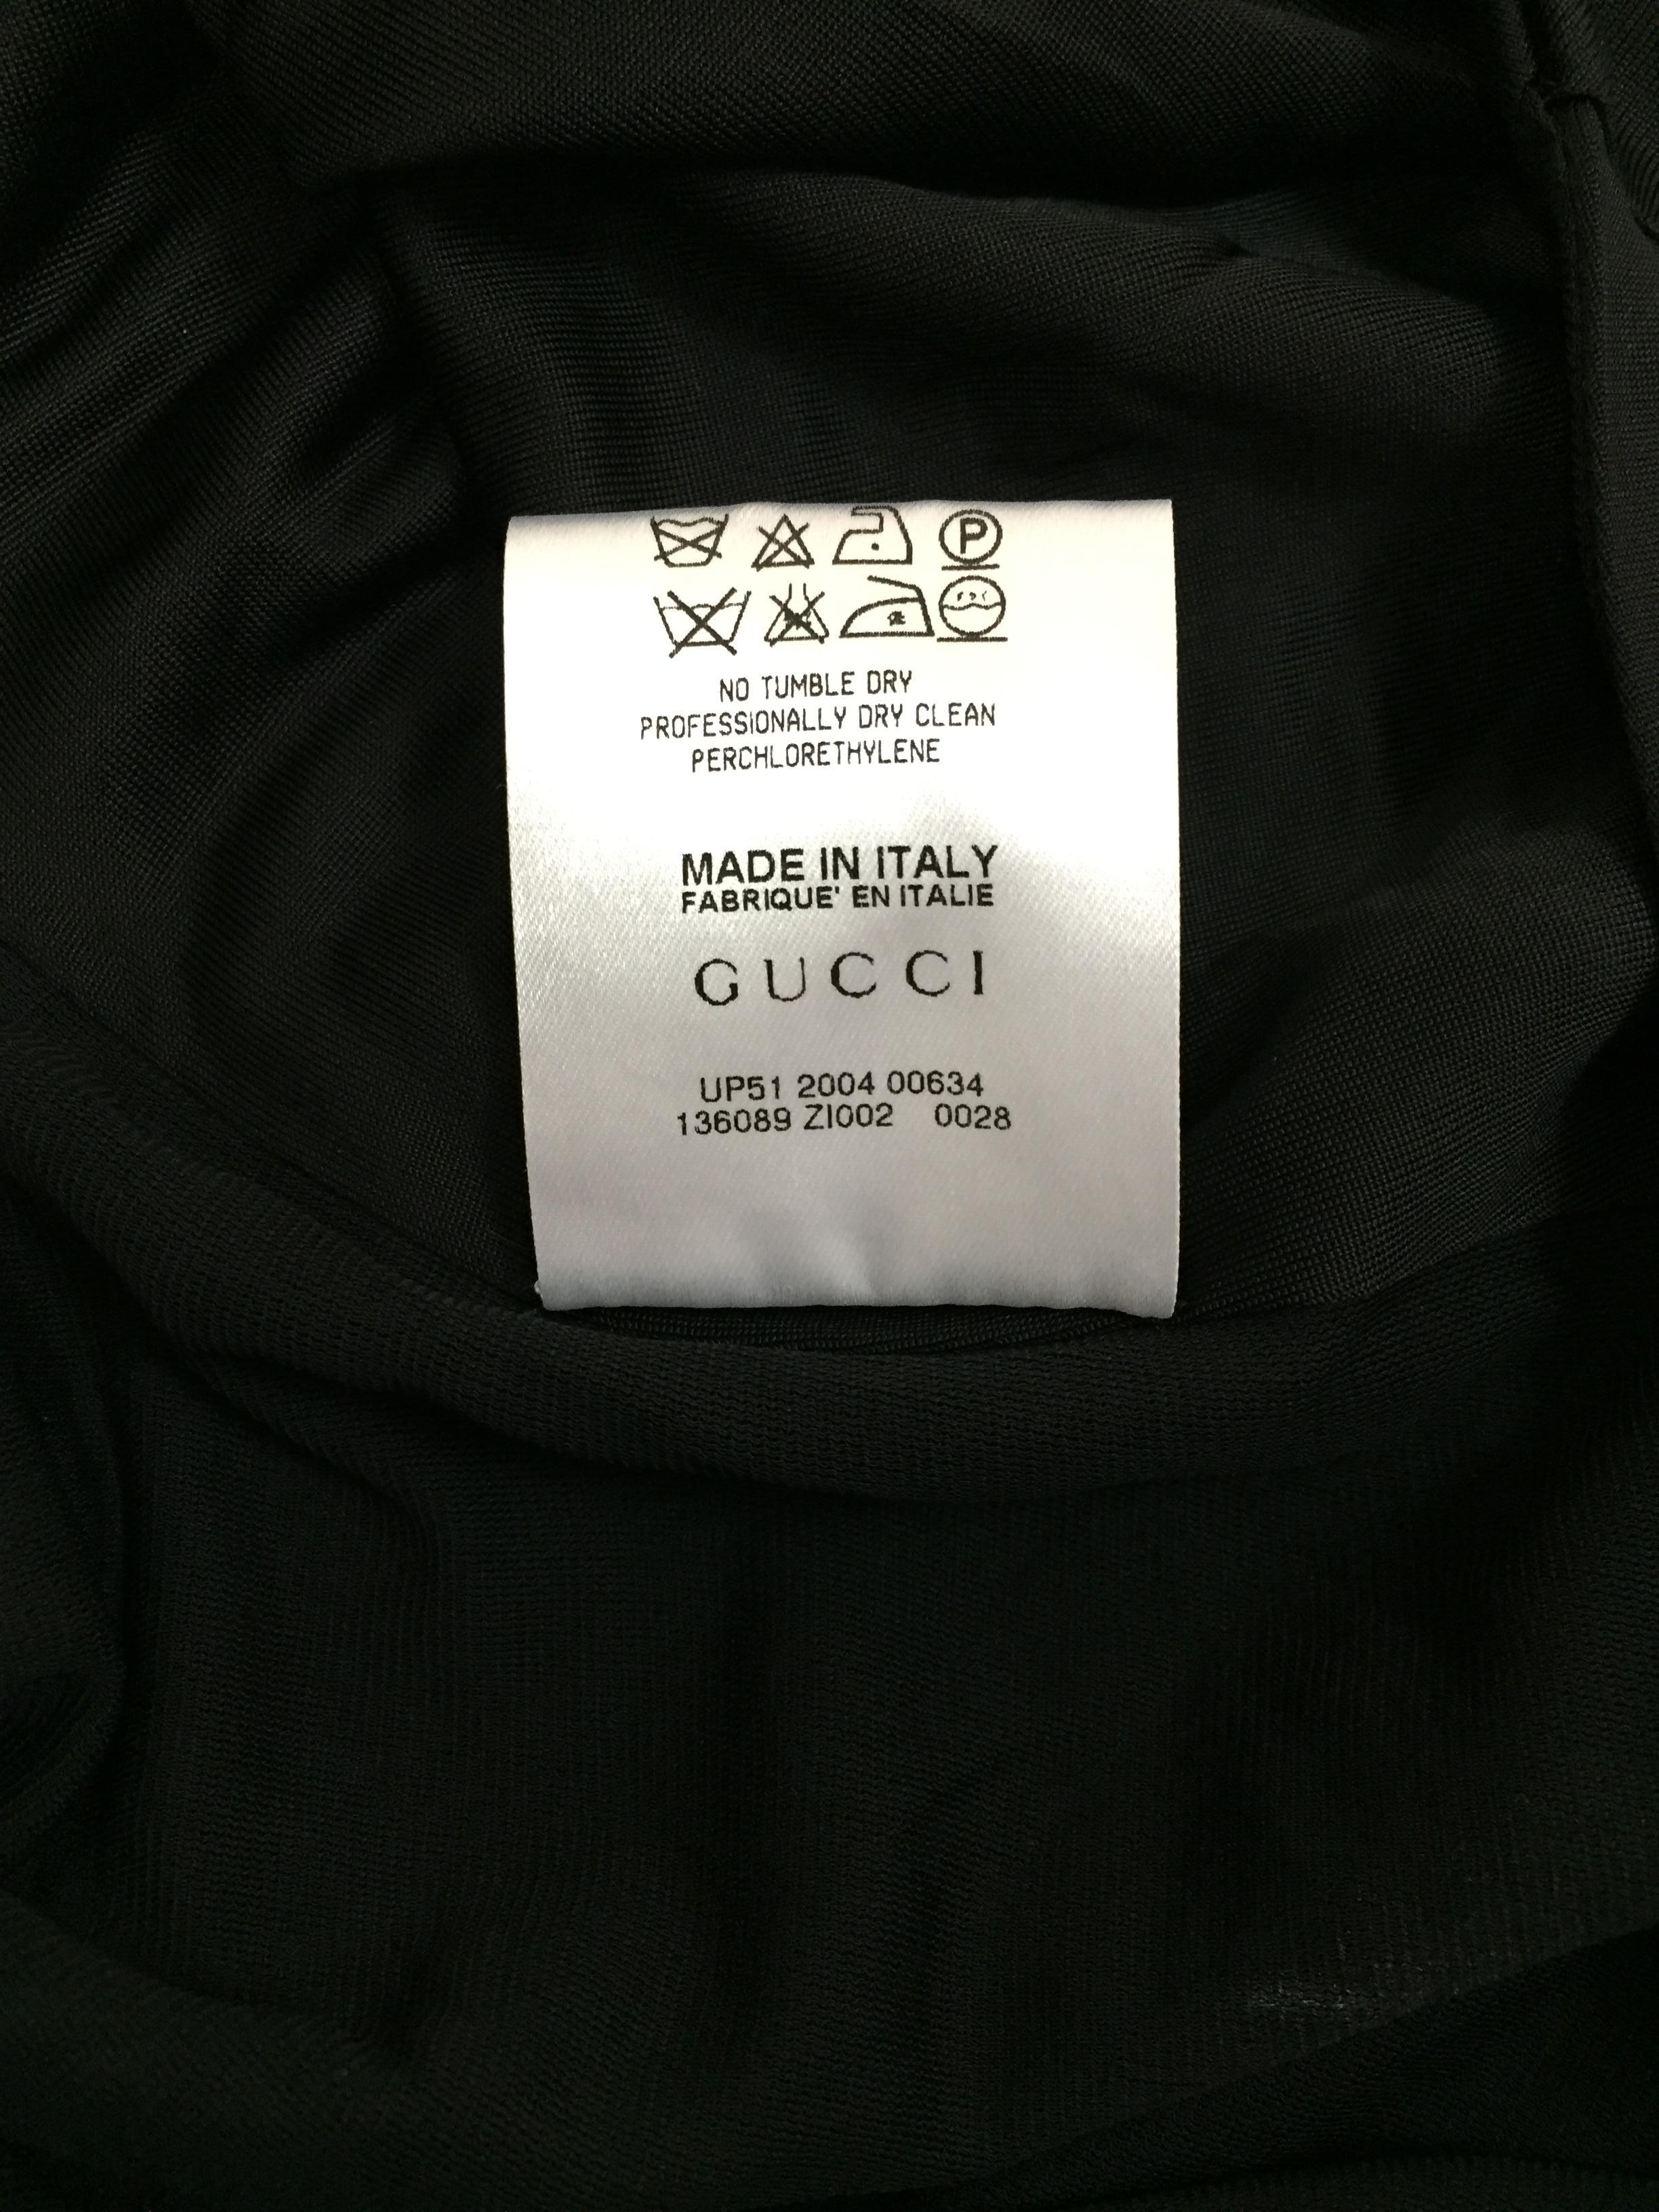 P
NO TUMBLE DRY
PROFESSIONALLY DRY CLEAN
PERCHLORETHYLENE
MADE IN ITALY
FABRIQUE' EN ITALIE
GUCCI
UP51 2004 00634
136089 ZI002 0028